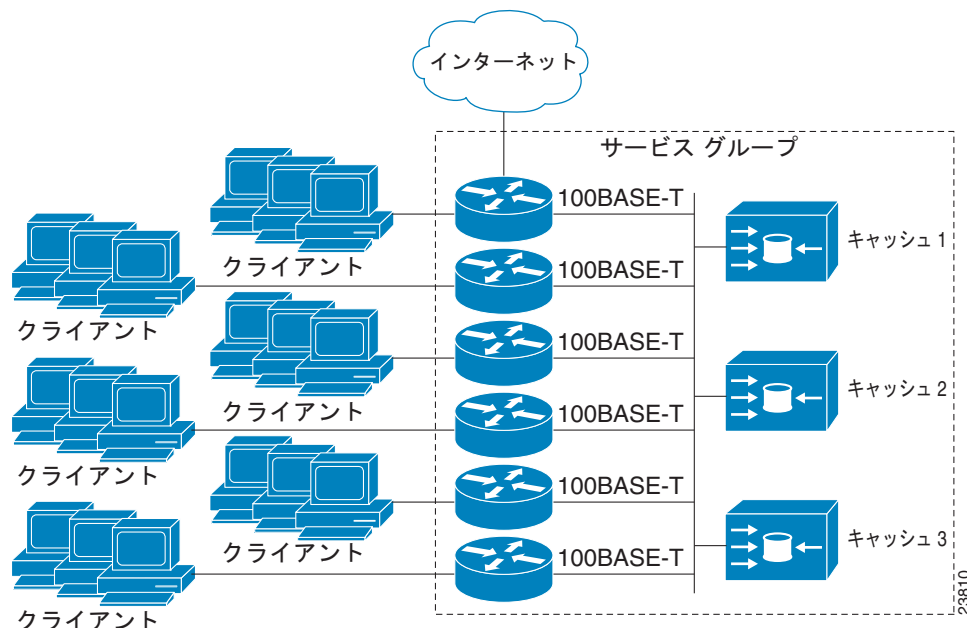 インターネット
サービス グループ
100BASE-T
キャッシュ 1
クライアント
100BASE-T
クライアント
100BASE-T
キャッシュ 2
クライアント
100BASE-T
クライアント
100BASE-T
キャッシュ 3
クライアント
100BASE-T
クライアント
23810